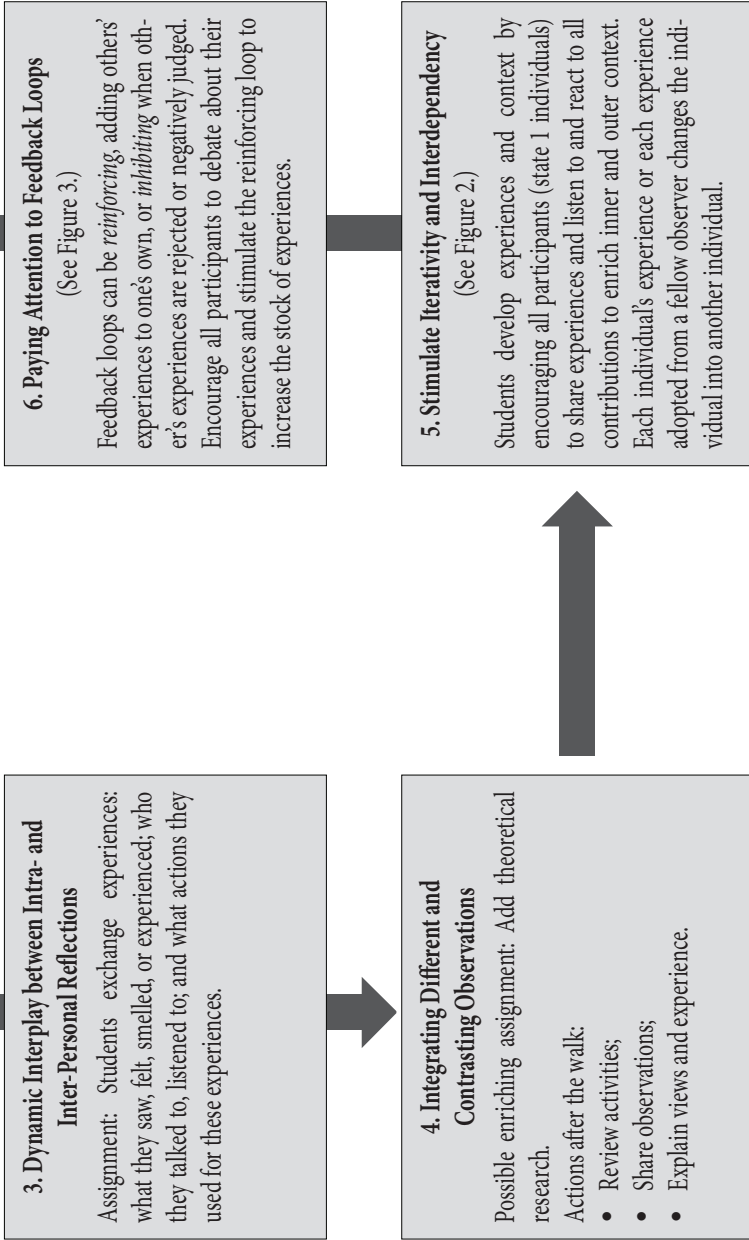 3. Dynamic Interplay between Intra- and
Inter-Personal Reflections
Assignment: Students exchange experiences:
what they saw, felt, smelled, or experienced; who
they talked to, listened to; and what actions they
used for these experiences.
4. Integrating Different and
Contrasting Observations
Possible enriching assignment: Add theoretical
research.
Actions after the walk:
• Review activities;
• Share observations;
• Explain views and experience.
5. Stimulate Iterativity and Interdependency
(See Figure 2.)
Students develop experiences and context by
encouraging all participants (state 1 individuals)
to share experiences and listen to and react to all
contributions to enrich inner and outer context.
Each individual's experience or each experience
adopted from a fellow observer changes the indi-
vidual into another individual.
6. Paying Attention to Feedback Loops
(See Figure 3.)
Feedback loops can be reinforcing, adding others'
experiences to one's own, or inhibiting when oth-
er's experiences are rejected or negatively judged.
Encourage all participants to debate about their
experiences and stimulate the reinforcing loop to
increase the stock of experiences.